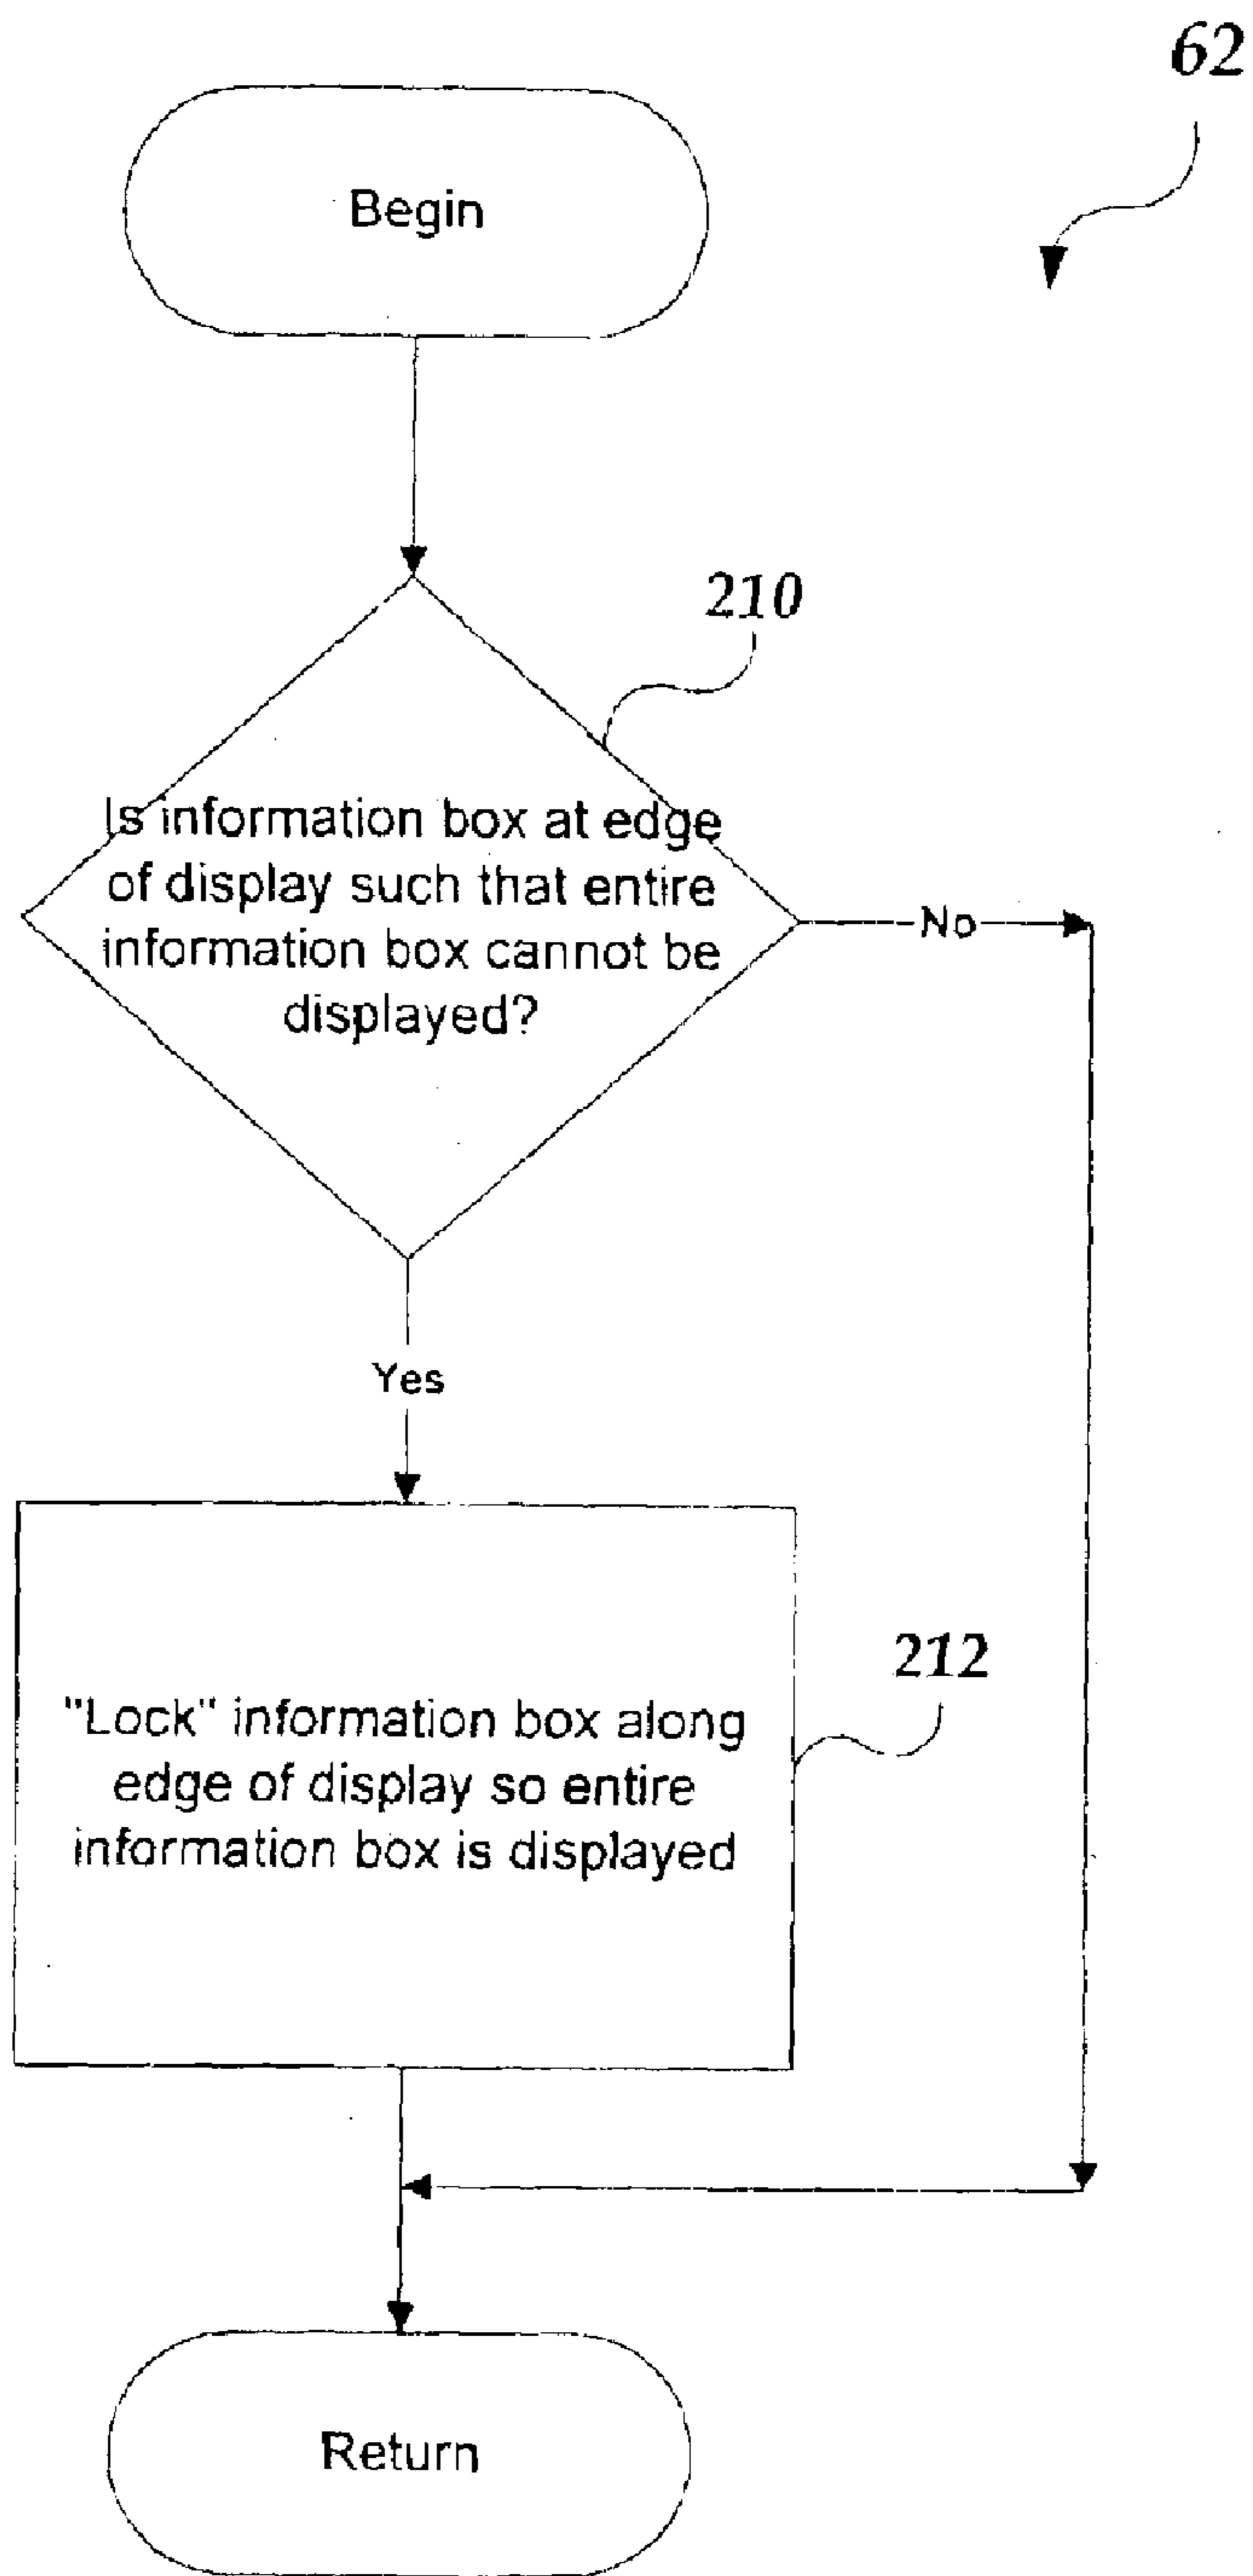 62
Begin
210
Is information box at edge
of display such that entire
information box cannot be
displayed?
No
Yes
212
"Lock" information box along
edge of display so entire
information box is displayed
Return